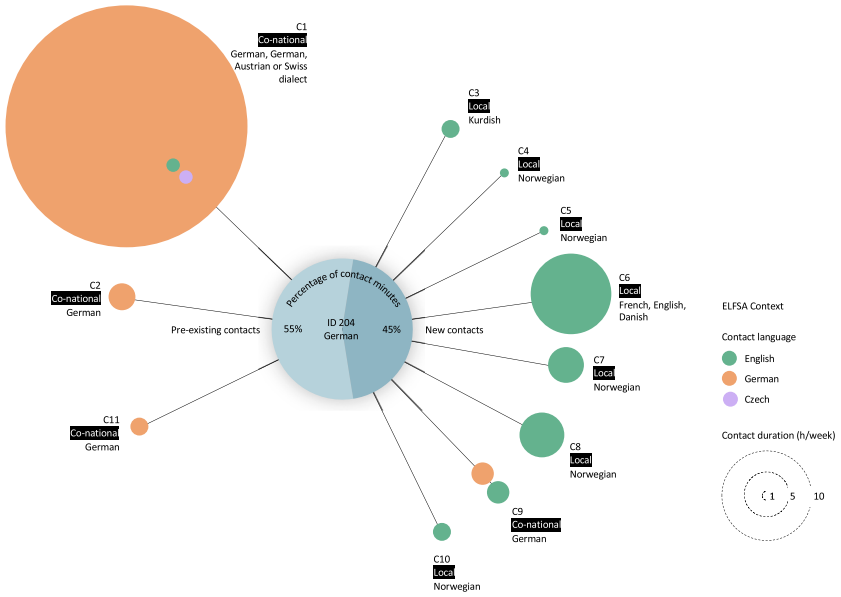 C1
Co-national
German, German,
Austrian or Swiss
dialect
C3
Local
Kurdish
C4
Local
Norwegian
C5
Local
Norwegian
C6
Local
French, English,
Danish
C7
Local
Norwegian
C8
Local
Norwegian
C9
Co-national
German
C10
Local
Norwegian
C11
Co-national
German
C2
Co-national
German
Pre-existing contacts
Percentage of contact minutes
55%
ID 204
German
45%
New contacts
ELFSA Context
Contact language
English
German
Czech
Contact duration (h/week)
1
5
10